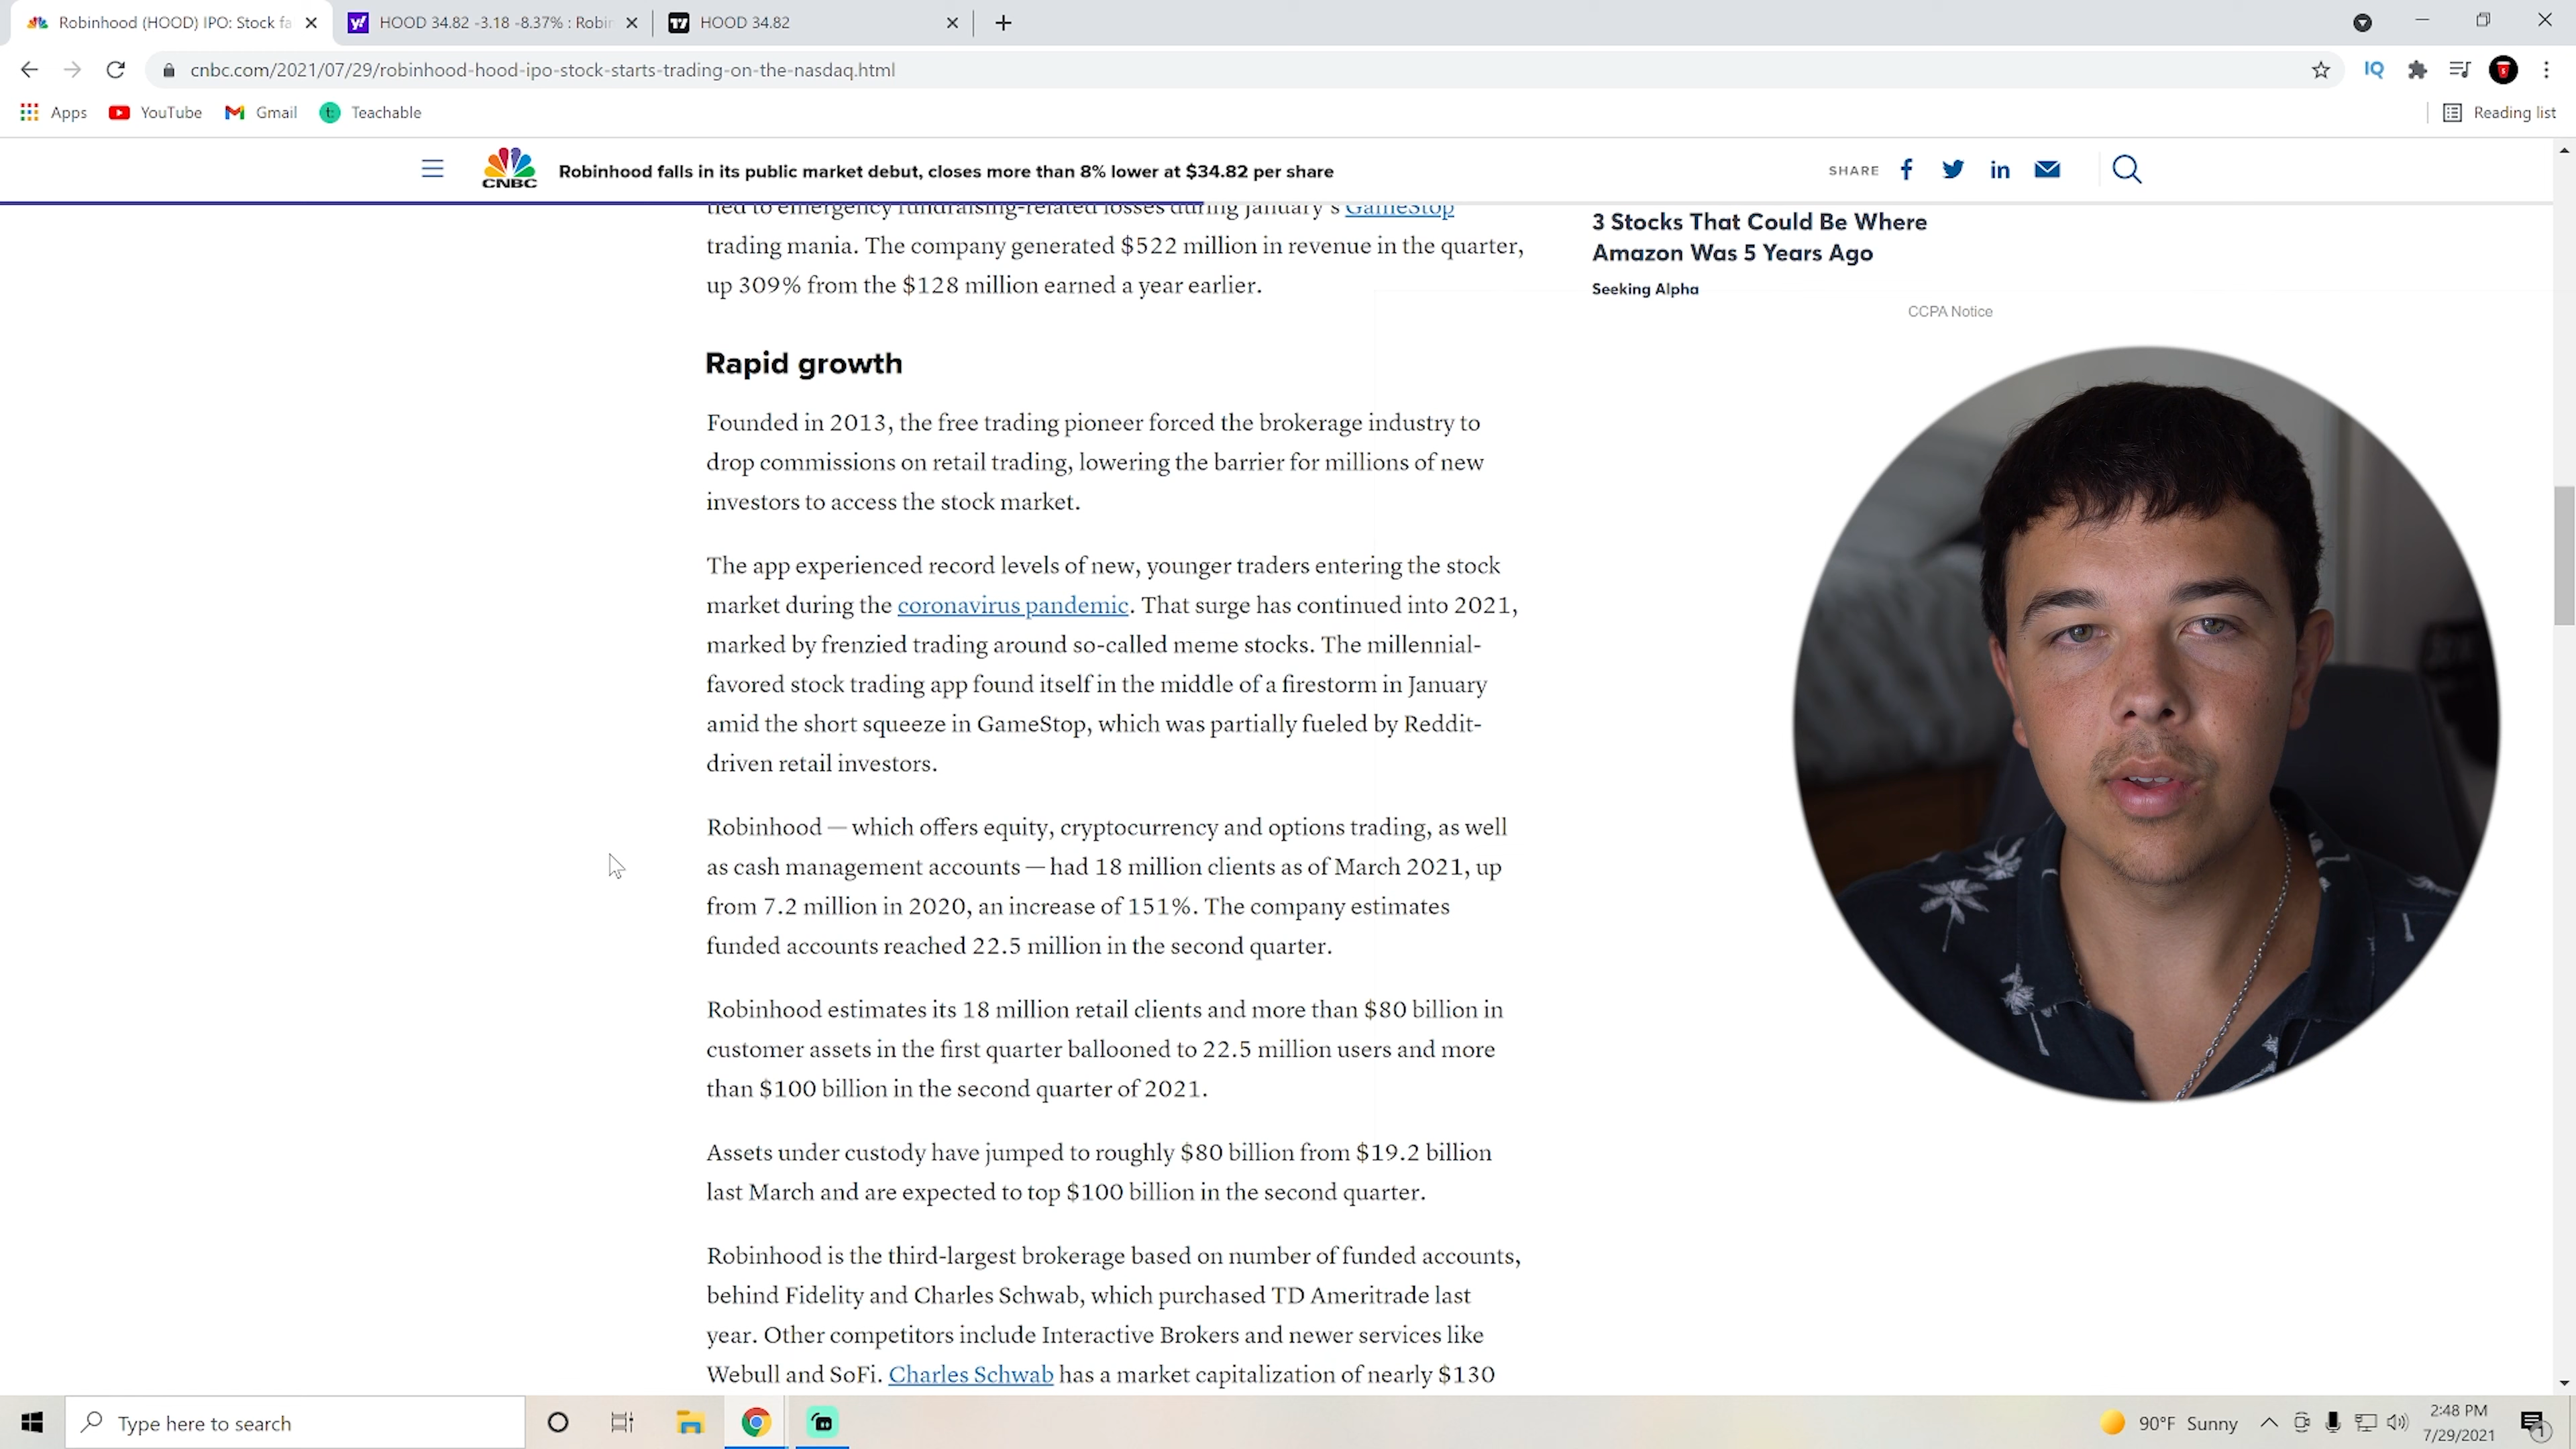 Robinhood (HOOD) IPO: Stock fa
HOOD 34.82 -3.18 -8.37% : Robin
HOOD 34.82
cnbc.com/2021/07/29/robinhood-hood-ipo-stock-starts-trading-on-the-nasdaq.html
IQ
Apps
YouTube
Gmail
Teachable
Reading list
CNBC
Robinhood falls in its public market debut, closes more than 8% lower at $34.82 per share
SHARE
tied to emergency fundraising-related losses during January's GameStop
trading mania. The company generated $522 million in revenue in the quarter,
up 309% from the $128 million earned a year earlier.
3 Stocks That Could Be Where
Amazon Was 5 Years Ago
Seeking Alpha
CCPA Notice
Rapid growth
Founded in 2013, the free trading pioneer forced the brokerage industry to
drop commissions on retail trading, lowering the barrier for millions of new
investors to access the stock market.
The app experienced record levels of new, younger traders entering the stock
market during the coronavirus pandemic. That surge has continued into 2021,
marked by frenzied trading around so-called meme stocks. The millennial-
favored stock trading app found itself in the middle of a firestorm in January
amid the short squeeze in GameStop, which was partially fueled by Reddit-
driven retail investors.
Robinhood — which offers equity, cryptocurrency and options trading, as well
as cash management accounts — had 18 million clients as of March 2021, up
from 7.2 million in 2020, an increase of 151%. The company estimates
funded accounts reached 22.5 million in the second quarter.
Robinhood estimates its 18 million retail clients and more than $80 billion in
customer assets in the first quarter ballooned to 22.5 million users and more
than $100 billion in the second quarter of 2021.
Assets under custody have jumped to roughly $80 billion from $19.2 billion
last March and are expected to top $100 billion in the second quarter.
Robinhood is the third-largest brokerage based on number of funded accounts,
behind Fidelity and Charles Schwab, which purchased TD Ameritrade last
year. Other competitors include Interactive Brokers and newer services like
Webull and SoFi. Charles Schwab has a market capitalization of nearly $130
Type here to search
90°F Sunny
2:48 PM
7/29/2021
1